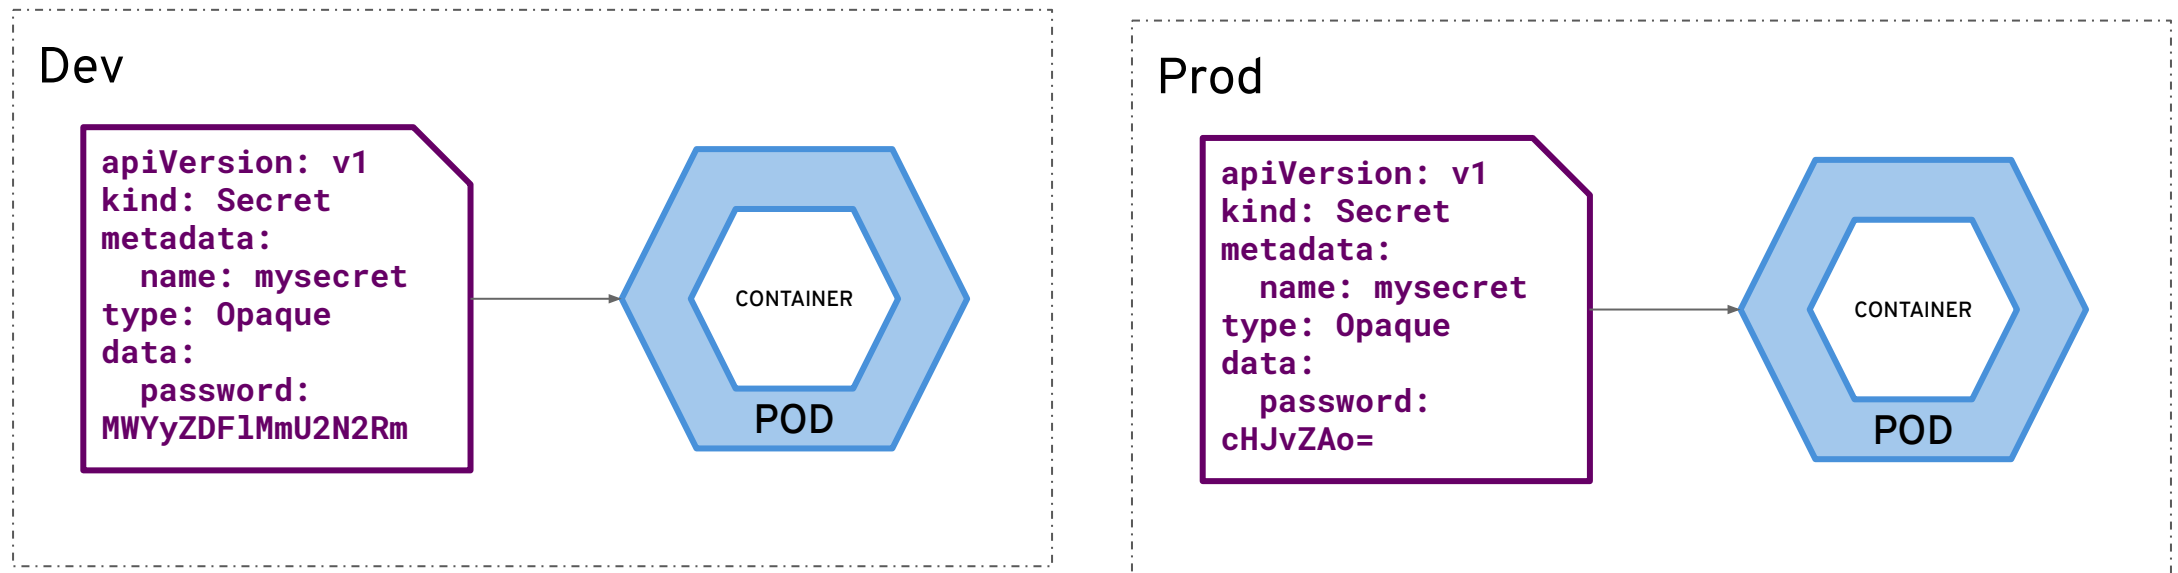 Dev
apiVersion: v1
kind: Secret
metadata:
  name: mysecret
type: Opaque
data:
  password:
MWYyZDFlMmU2N2Rm
CONTAINER
POD
Prod
apiVersion: v1
kind: Secret
metadata:
  name: mysecret
type: Opaque
data:
  password:
cHJvZAo=
CONTAINER
POD